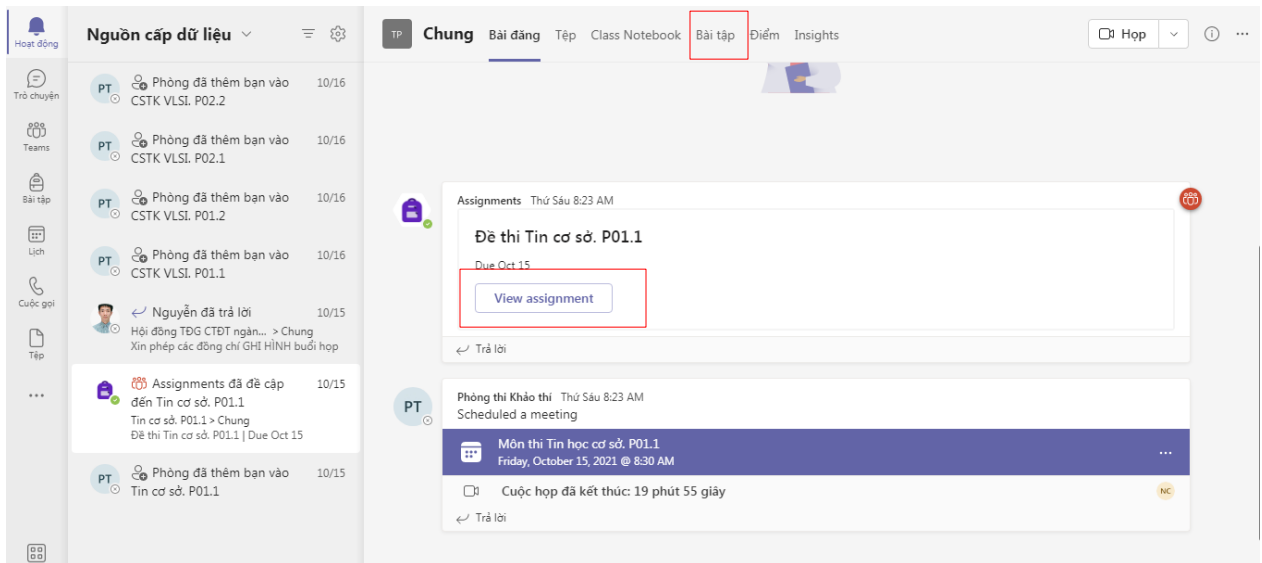 Hoạt động
Trò chuyện
Teams
Bài tập
Lịch
Cuộc gọi
Tệp
Nguồn cấp dữ liệu
PT Phòng đã thêm bạn vào 10/16
CSTK VLSI. P02.2
PT Phòng đã thêm bạn vào 10/16
CSTK VLSI. P02.1
PT Phòng đã thêm bạn vào 10/16
CSTK VLSI. P01.2
PT Phòng đã thêm bạn vào 10/16
CSTK VLSI. P01.1
Nguyễn đã trả lời 10/15
Hội đồng TĐG CTĐT ngàn... > Chung
Xin phép các đồng chí GHI HÌNH buổi họp
Assignments đã đề cập 10/15
đến Tin cơ sở. P01.1
Tin cơ sở. P01.1 > Chung
Đề thi Tin cơ sở. P01.1 | Due Oct 15
PT Phòng đã thêm bạn vào 10/15
Tin cơ sở. P01.1
TP Chung Bài đăng Tệp Class Notebook Bài tập Điểm Insights Họp
Assignments Thứ Sáu 8:23 AM
Đề thi Tin cơ sở. P01.1
Due Oct 15
View assignment
Trả lời
PT Phòng thi Khảo thí Thứ Sáu 8:23 AM
Scheduled a meeting
Môn thi Tin học cơ sở. P01.1
Friday, October 15, 2021 @ 8:30 AM
Cuộc họp đã kết thúc: 19 phút 55 giây NC
Trả lời